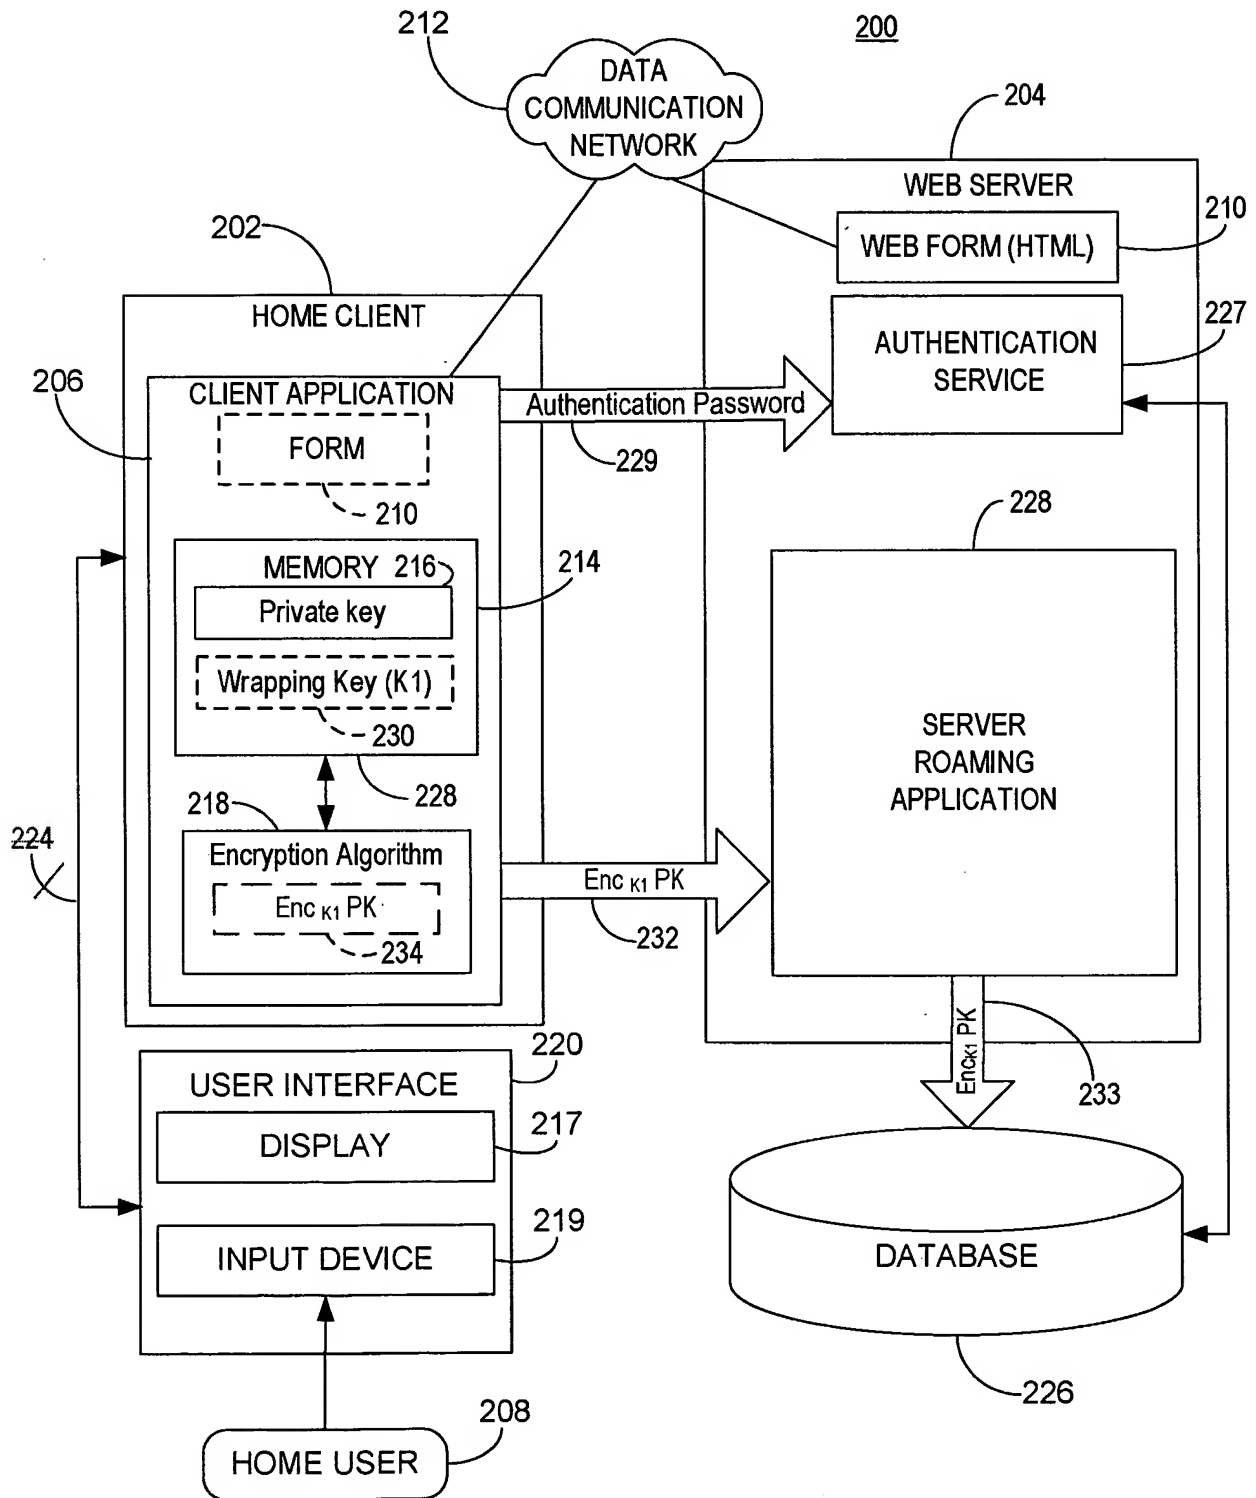 200
212
DATA
COMMUNICATION
NETWORK
204
WEB SERVER
210
WEB FORM (HTML)
202
HOME CLIENT
227
AUTHENTICATION
SERVICE
206
CLIENT APPLICATION
FORM
210
Authentication Password
229
MEMORY
216
214
Private key
Wrapping Key (K1)
230
228
228
SERVER
ROAMING
APPLICATION
218
Encryption Algorithm
Enc K1 PK
234
Enc K1 PK
232
224
EncK1 PK
233
220
USER INTERFACE
DISPLAY
217
INPUT DEVICE
219
DATABASE
226
208
HOME USER